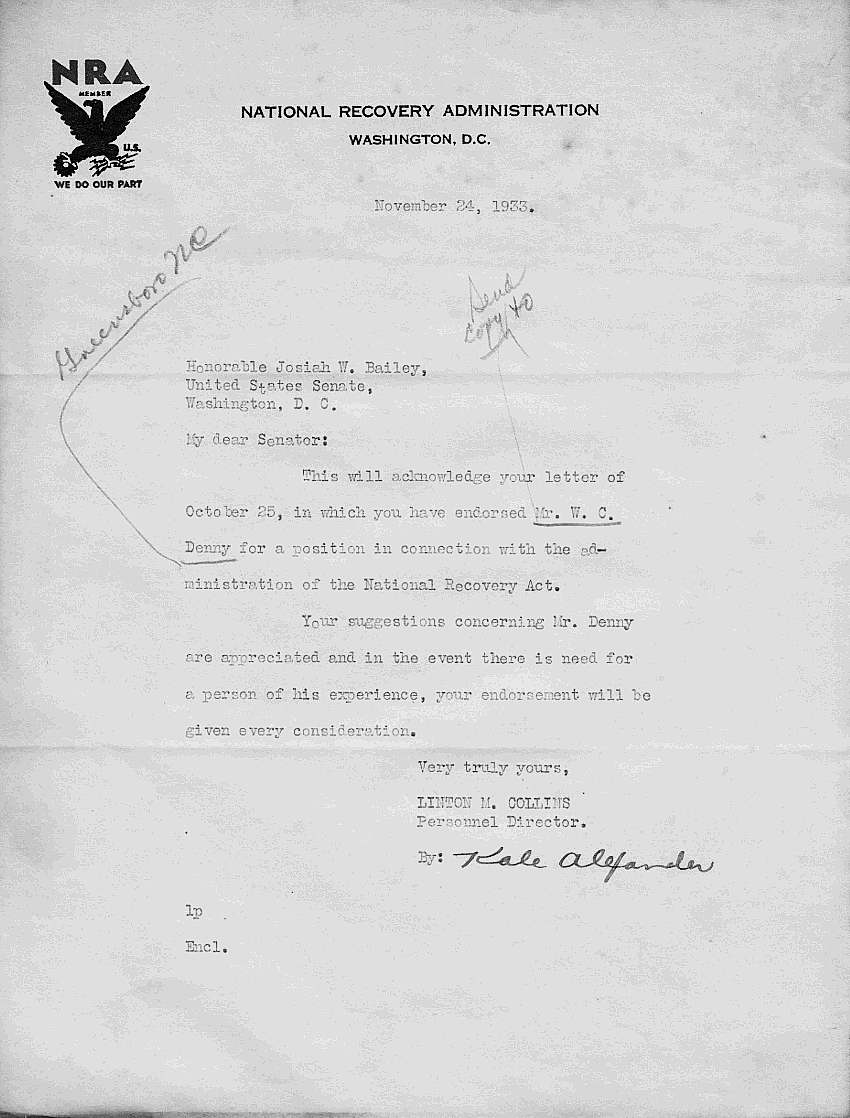 NRA
MEMBER
U.S.
WE DO OUR PART
NATIONAL RECOVERY ADMINISTRATION
WASHINGTON, D.C.
November 24, 1933.
Greensboro NC
Send
copy to
Honorable Josiah W. Bailey,
United States Senate,
Washington, D. C.
My dear Senator:
This will acknowledge your letter of
October 25, in which you have endorsed Mr. W. C.
Denny for a position in connection with the ad-
ministration of the National Recovery Act.
Your suggestions concerning Mr. Denny
are appreciated and in the event there is need for
a person of his experience, your endorsement will be
given every consideration.
Very truly yours,
LINTON M. COLLINS
Personnel Director.
By: Kale Alexander
lp
Encl.